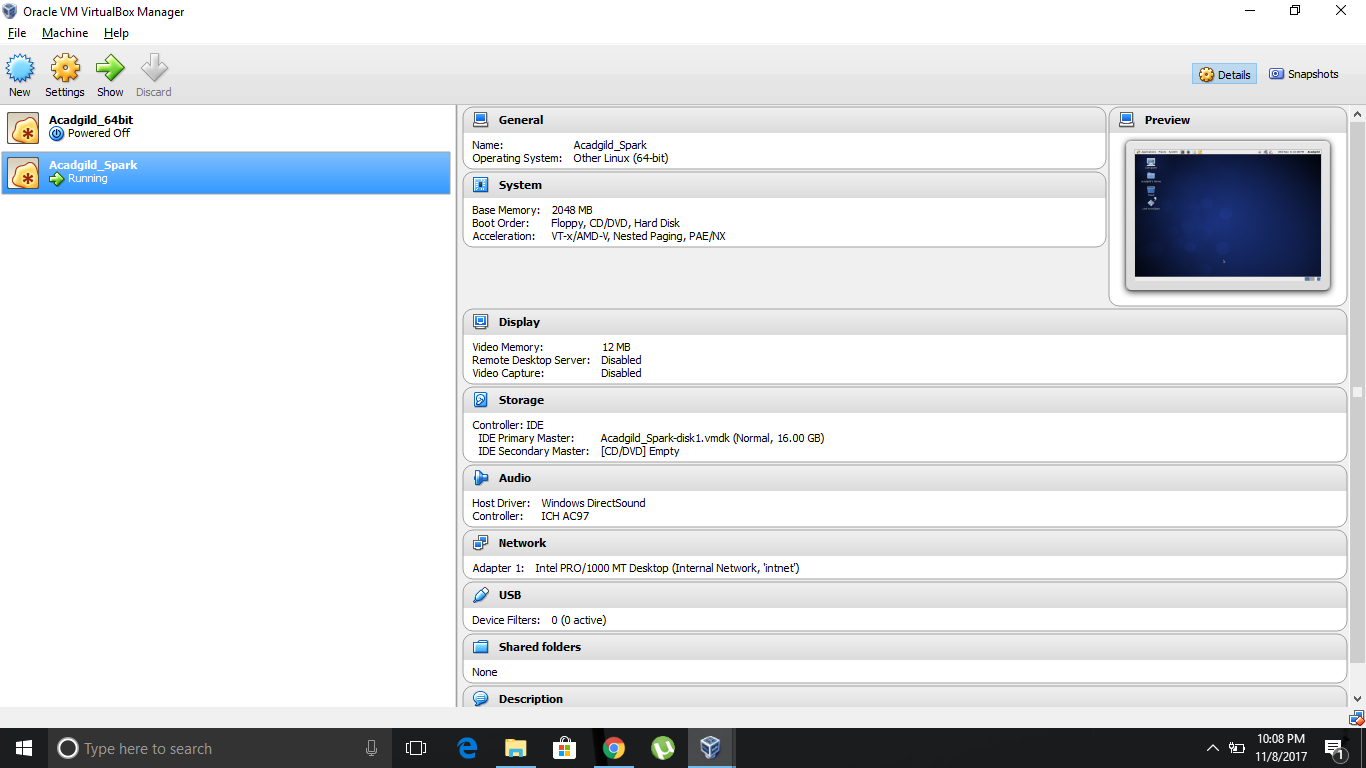 Oracle VM VirtualBox Manager
File Machine Help
New Settings Show Discard
Details Snapshots
Acadgild_64bit
Powered Off
Acadgild_Spark
Running
General
Name: Acadgild_Spark
Operating System: Other Linux (64-bit)
System
Base Memory: 2048 MB
Boot Order: Floppy, CD/DVD, Hard Disk
Acceleration: VT-x/AMD-V, Nested Paging, PAE/NX
Preview
Display
Video Memory: 12 MB
Remote Desktop Server: Disabled
Video Capture: Disabled
Storage
Controller: IDE
IDE Primary Master: Acadgild_Spark-disk1.vmdk (Normal, 16.00 GB)
IDE Secondary Master: [CD/DVD] Empty
Audio
Host Driver: Windows DirectSound
Controller: ICH AC97
Network
Adapter 1: Intel PRO/1000 MT Desktop (Internal Network, 'intnet')
USB
Device Filters: 0 (0 active)
Shared folders
None
Description
Type here to search
10:08 PM
11/8/2017
1